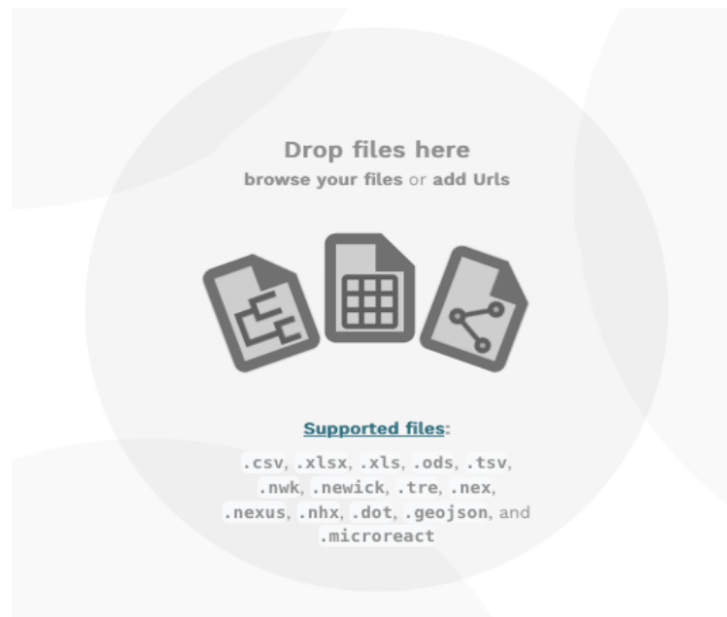 Drop files here
browse your files or add Urls
Supported files:
.csv, .xlsx, .xls, .ods, .tsv,
.nwk, .newick, .tre, .nex,
.nexus, .nhx, .dot, .geojson, and
.microreact